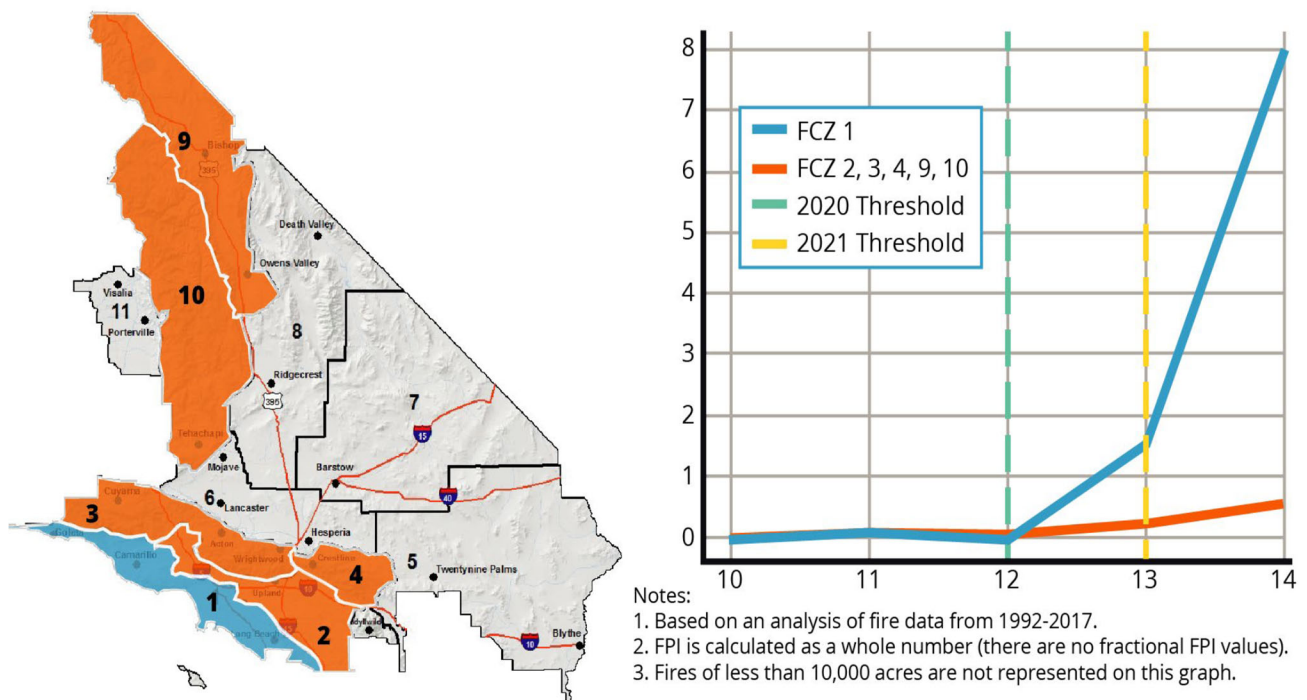 9
Bishop
395
Death Valley
Owens Valley
10
Visalia
11
Porterville
8
Ridgecrest
395
7
15
Tehachapi
Mojave
Barstow
40
6
Lancaster
3
Cuyama
Hesperia
Goleta
Acton
Camarillo
Wrightwood
Crestline
4
5
Twentynine Palms
1
Upland
Long Beach
2
Idyllwild
10
Blythe
8
7
6
5
4
3
2
1
0
10 11 12 13 14
FCZ 1
FCZ 2, 3, 4, 9, 10
2020 Threshold
2021 Threshold
Notes:
1. Based on an analysis of fire data from 1992-2017.
2. FPI is calculated as a whole number (there are no fractional FPI values).
3. Fires of less than 10,000 acres are not represented on this graph.